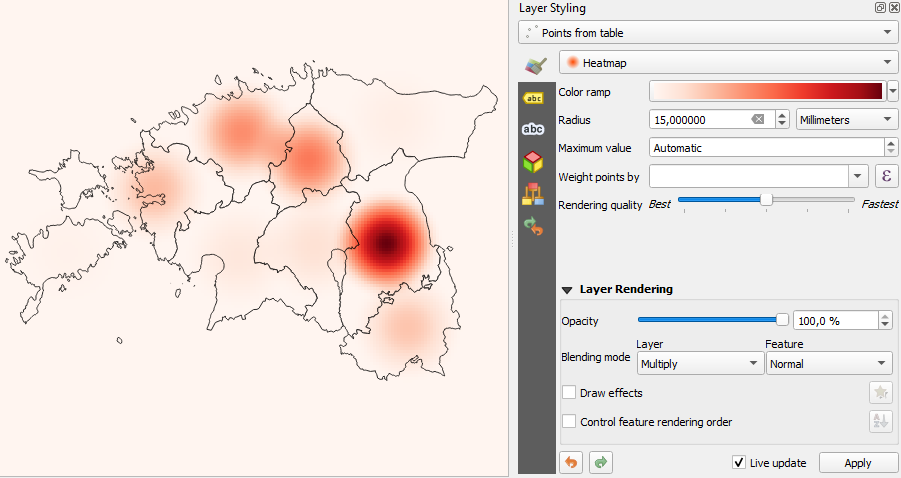 Layer Styling
Points from table
Heatmap
abc
Color ramp
abc
Radius 15,000000 Millimeters
Maximum value Automatic
Weight points by ε
Rendering quality Best Fastest
Layer Rendering
Opacity 100,0 %
Layer Feature
Blending mode Multiply Normal
Draw effects
Control feature rendering order
A
Z
Live update Apply